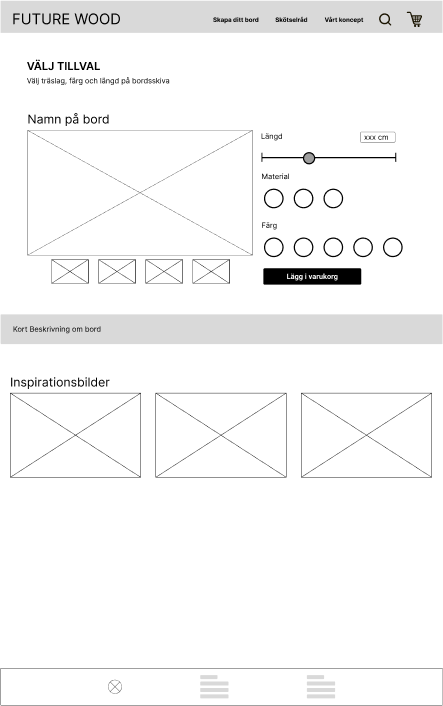 FUTURE WOOD
Skapa ditt bord Skötselråd Vårt koncept
VÄLJ TILLVAL
Välj träslag, färg och längd på bordsskiva
Namn på bord
Längd xxx cm
Material
Färg
Lägg i varukorg
Kort Beskrivning om bord
Inspirationsbilder